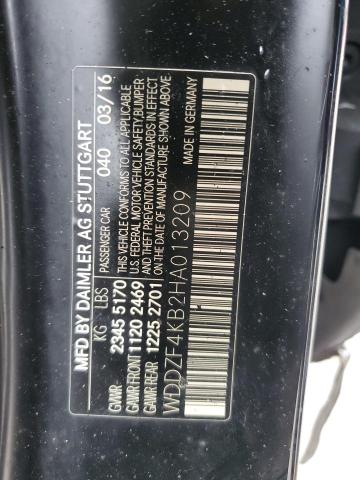 MFD BY DAIMLER AG STUTTGART
KG LBS PASSENGER CAR 040 03/16
GVWR 2345 5170 THIS VEHICLE CONFORMS TO ALL APPLICABLE
GAWR FRONT 1120 2469 U.S. FEDERAL MOTOR VEHICLE SAFETY, BUMPER
GAWR REAR 1225 2701 AND THEFT PREVENTION STANDARDS IN EFFECT
ON THE DATE OF MANUFACTURE SHOWN ABOVE
WDDZF4KB2HA013209 MADE IN GERMANY